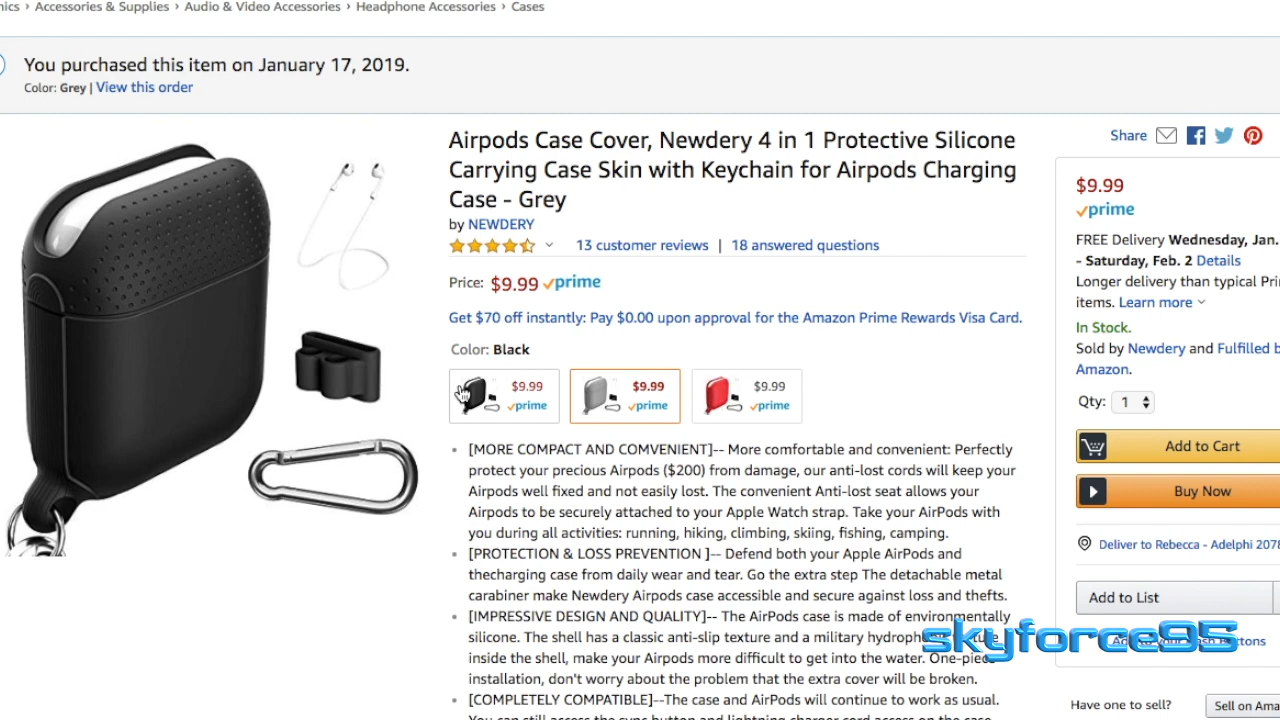 nics › Accessories & Supplies › Audio & Video Accessories › Headphone Accessories › Cases
You purchased this item on January 17, 2019.
Color: Grey | View this order
Airpods Case Cover, Newdery 4 in 1 Protective Silicone
Carrying Case Skin with Keychain for Airpods Charging
Case - Grey
by NEWDERY
13 customer reviews | 18 answered questions
Price: $9.99 prime
Get $70 off instantly: Pay $0.00 upon approval for the Amazon Prime Rewards Visa Card.
Color: Black
$9.99 prime
$9.99 prime
$9.99 prime
• [MORE COMPACT AND COMVENIENT]-- More comfortable and convenient: Perfectly
protect your precious Airpods ($200) from damage, our anti-lost cords will keep your
Airpods well fixed and not easily lost. The convenient Anti-lost seat allows your
Airpods to be securely attached to your Apple Watch strap. Take your AirPods with
you during all activities: running, hiking, climbing, skiing, fishing, camping.
• [PROTECTION & LOSS PREVENTION ]-- Defend both your Apple AirPods and
thecharging case from daily wear and tear. Go the extra step The detachable metal
carabiner make Newdery Airpods case accessible and secure against loss and thefts.
• [IMPRESSIVE DESIGN AND QUALITY]-- The AirPods case is made of environmentally
silicone. The shell has a classic anti-slip texture and a military
inside the shell, make your Airpods more difficult to get into the water. One-piece
installation, don't worry about the problem that the extra cover will be broken.
• [COMPLETELY COMPATIBLE]--The case and AirPods will continue to work as usual.
You can still access the sync button and lightning charger cord access on the case
Share
$9.99
prime
FREE Delivery Wednesday, Jan.
- Saturday, Feb. 2 Details
Longer delivery than typical Pri
items. Learn more
In Stock.
Sold by Newdery and Fulfilled b
Amazon.
Qty: 1
Add to Cart
Buy Now
Deliver to Rebecca - Adelphi 2078
Add to List
skyforce95
Have one to sell?
Sell on Ama